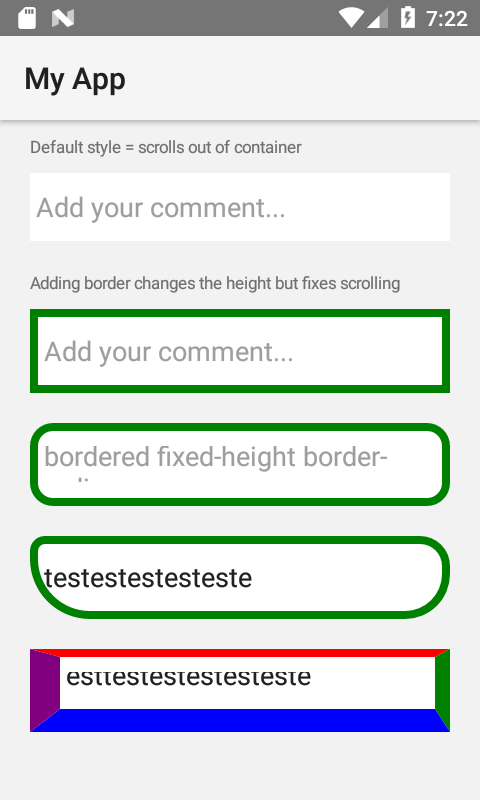 7:22
My App
Default style = scrolls out of container
Add your comment...
Adding border changes the height but fixes scrolling
Add your comment...
bordered fixed-height border-
testestestesteste
esttestestestesteste